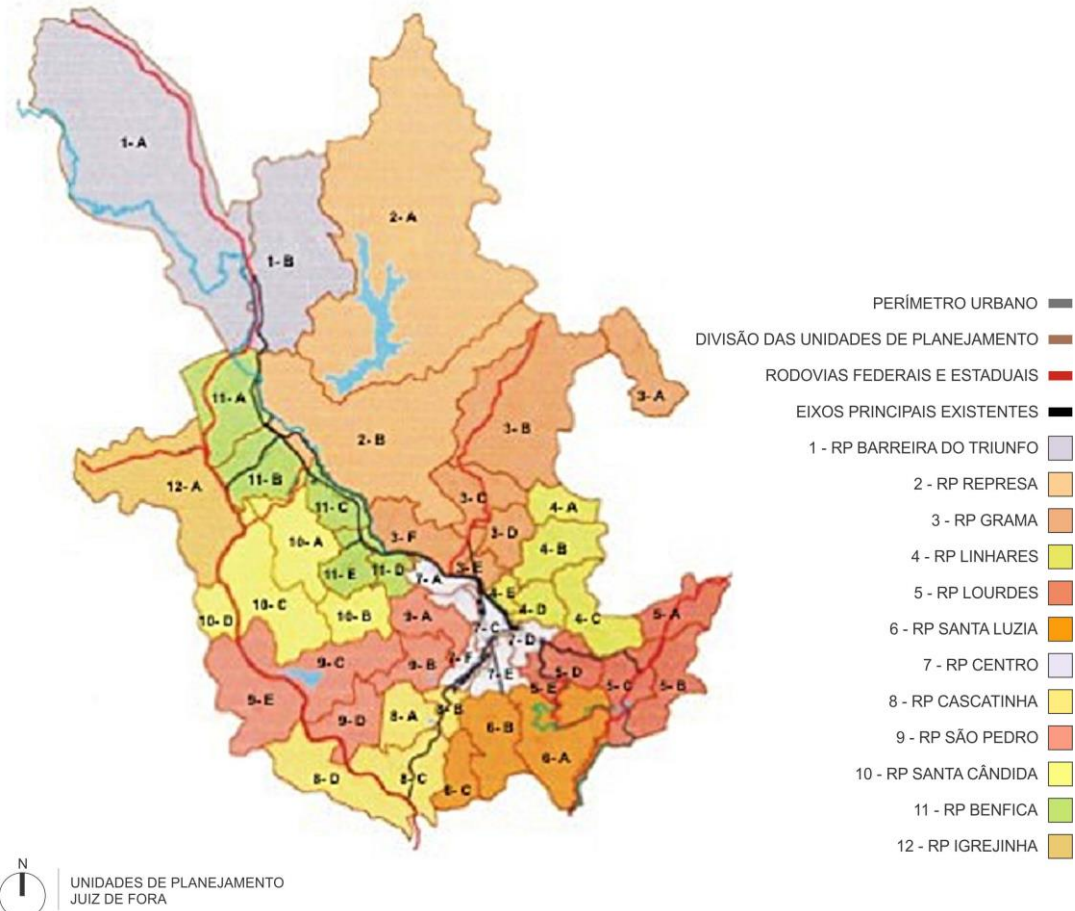 1- A
2- A
1- B
3- A
11- A
3- B
2- B
12- A
11- B
3- C
11- C
4- A
10- A
3- F
3- D
4- B
11- E
11- D
7- A
3- E
4- E
10- C
10- B
9- A
4- D
4- C
5- A
10- D
7- C
7- D
9- C
9- B
7- E
5- D
5- C
5- B
9- E
5- E
9- D
8- A
6- B
6- A
8- D
8- C
6- C
PERÍMETRO URBANO
DIVISÃO DAS UNIDADES DE PLANEJAMENTO
RODOVIAS FEDERAIS E ESTADUAIS
EIXOS PRINCIPAIS EXISTENTES
1 - RP BARREIRA DO TRIUNFO
2 - RP REPRESA
3 - RP GRAMA
4 - RP LINHARES
5 - RP LOURDES
6 - RP SANTA LUZIA
7 - RP CENTRO
8 - RP CASCATINHA
9 - RP SÃO PEDRO
10 - RP SANTA CÂNDIDA
11 - RP BENFICA
12 - RP IGREJINHA
N
UNIDADES DE PLANEJAMENTO
JUIZ DE FORA